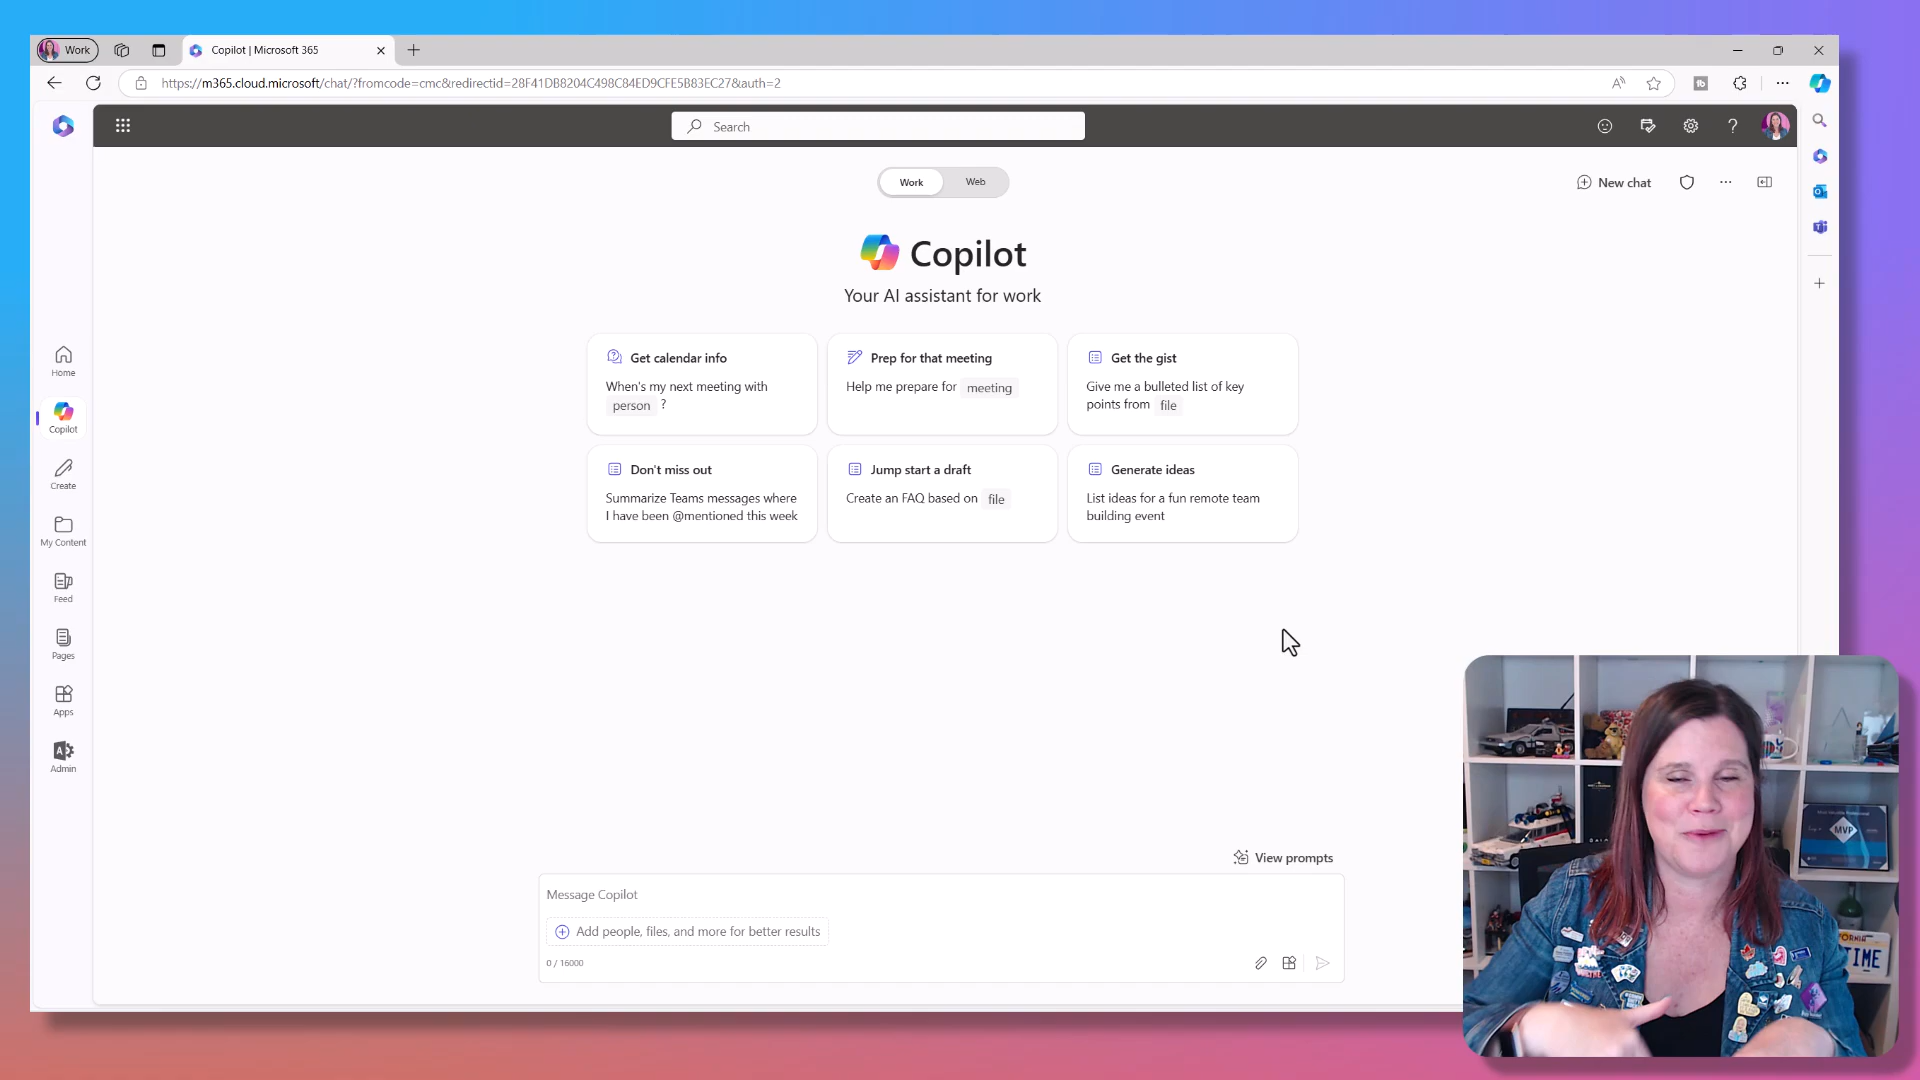 Work
Copilot | Microsoft 365
https://m365.cloud.microsoft/chat/?fromcode=cmc&redirectid=28F41DB8204C498C84ED9CFE5B83EC27&auth=2
Search
Work
Web
New chat
Copilot
Your AI assistant for work
Get calendar info
When's my next meeting with
person ?
Prep for that meeting
Help me prepare for meeting
Get the gist
Give me a bulleted list of key
points from file
Don't miss out
Summarize Teams messages where
I have been @mentioned this week
Jump start a draft
Create an FAQ based on file
Generate ideas
List ideas for a fun remote team
building event
Home
Copilot
Create
My Content
Feed
Pages
Apps
Admin
View prompts
Message Copilot
Add people, files, and more for better results
0 / 16000
MVP
TIME